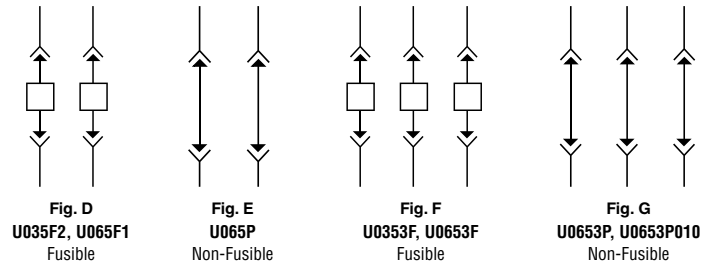 Fig. D
U035F2, U065F1
Fusible
Fig. E
U065P
Non-Fusible
Fig. F
U0353F, U0653F
Fusible
Fig. G
U0653P, U0653P010
Non-Fusible